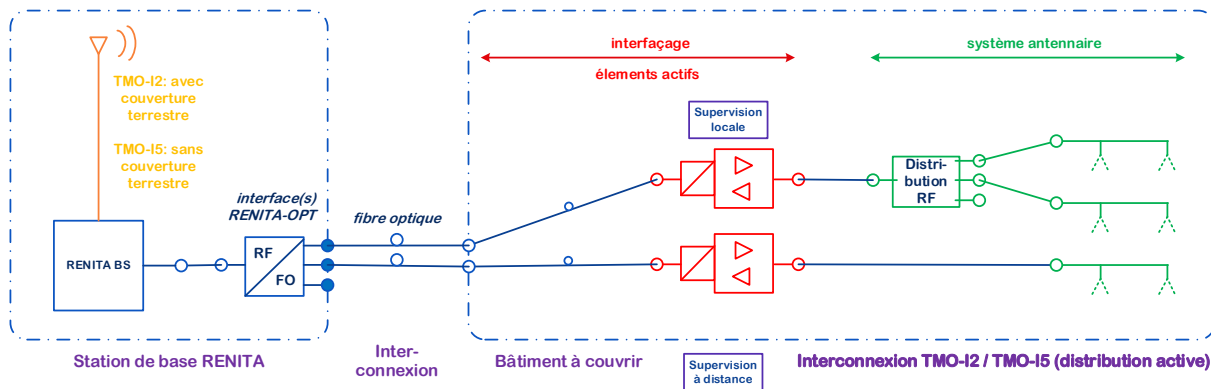 interfaçage
élements actifs
système antennaire
TMO-I2: avec
couverture
terrestre
TMO-I5: sans
couverture
terrestre
Supervision
locale
interface(s)
RENITA-OPT
fibre optique
Distri-
bution
RF
RENITA BS
RF
FO
Station de base RENITA
Inter-
connexion
Bâtiment à couvrir
Supervision
à distance
Interconnexion TMO-I2 / TMO-I5 (distribution active)